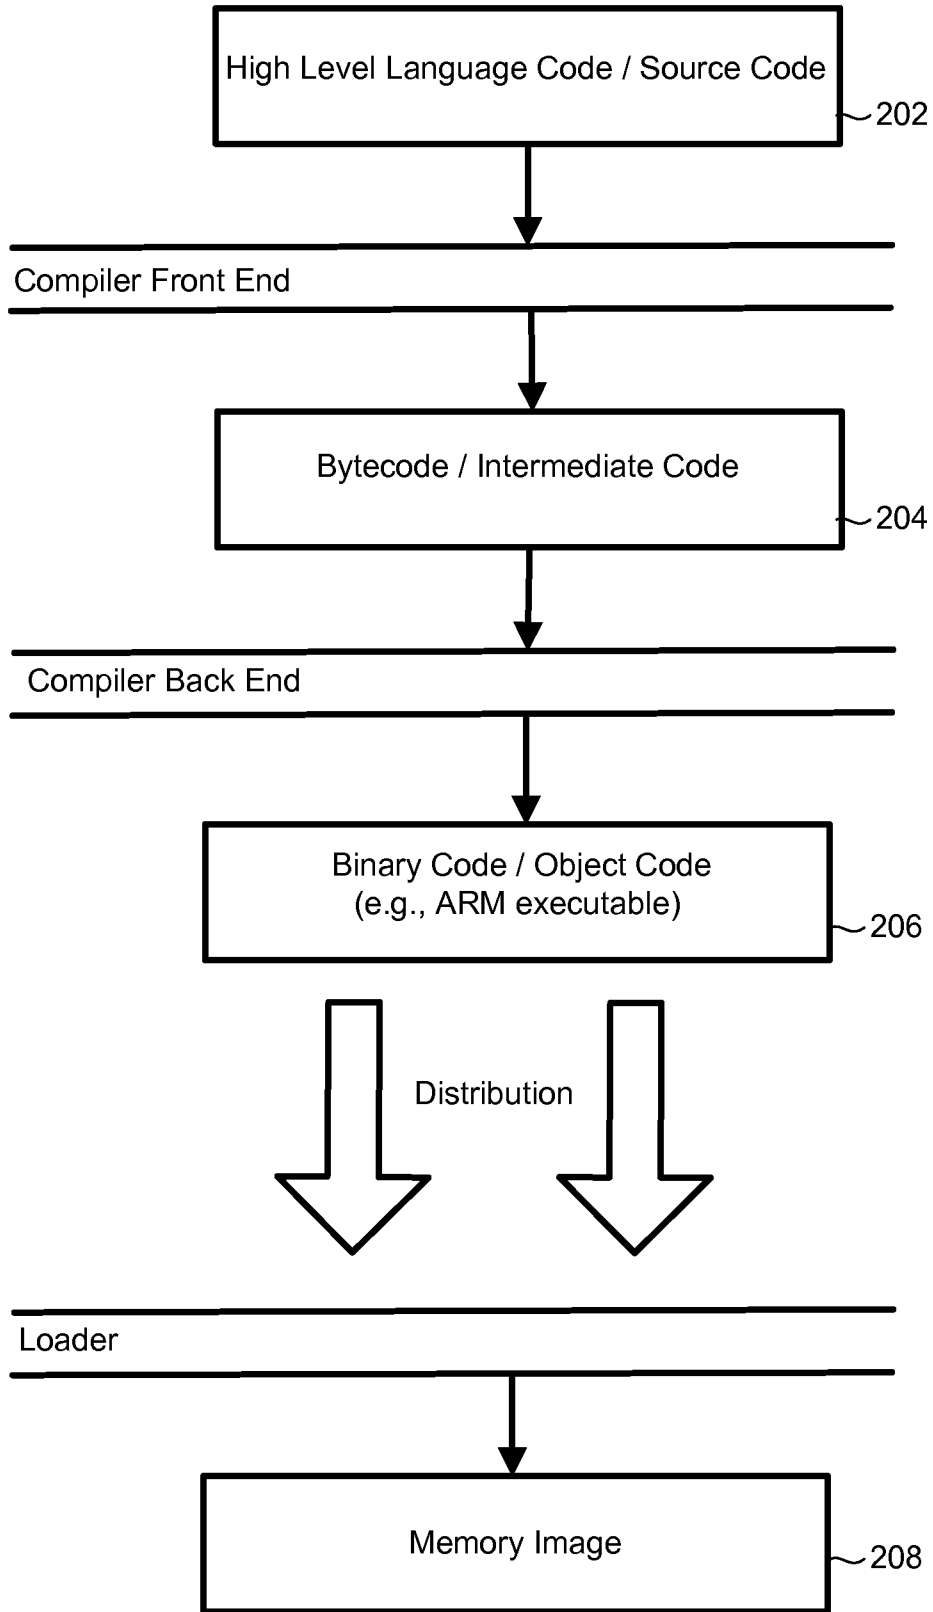 High Level Language Code / Source Code
202
Compiler Front End
Bytecode / Intermediate Code
204
Compiler Back End
Binary Code / Object Code
(e.g., ARM executable)
206
Distribution
Loader
Memory Image
208